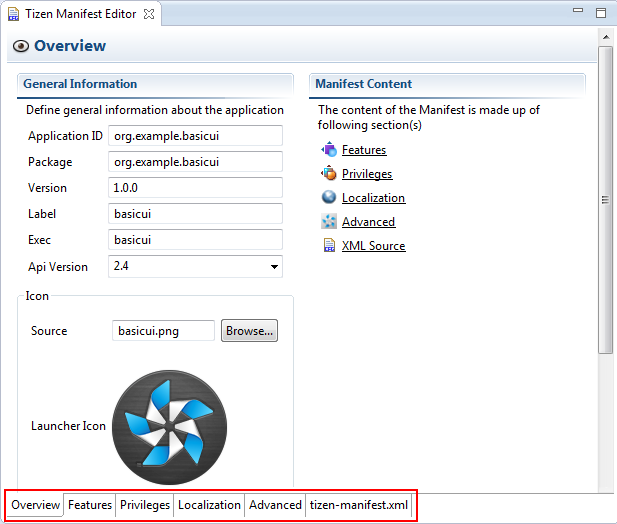 Tizen Manifest Editor
Overview
General Information
Define general information about the application
Application ID org.example.basicui
Package org.example.basicui
Version 1.0.0
Label basicui
Exec basicui
Api Version 2.4
Icon
Source basicui.png Browse...
Launcher Icon
Manifest Content
The content of the Manifest is made up of
following section(s)
Features
Privileges
Localization
Advanced
XML Source
Overview Features Privileges Localization Advanced tizen-manifest.xml